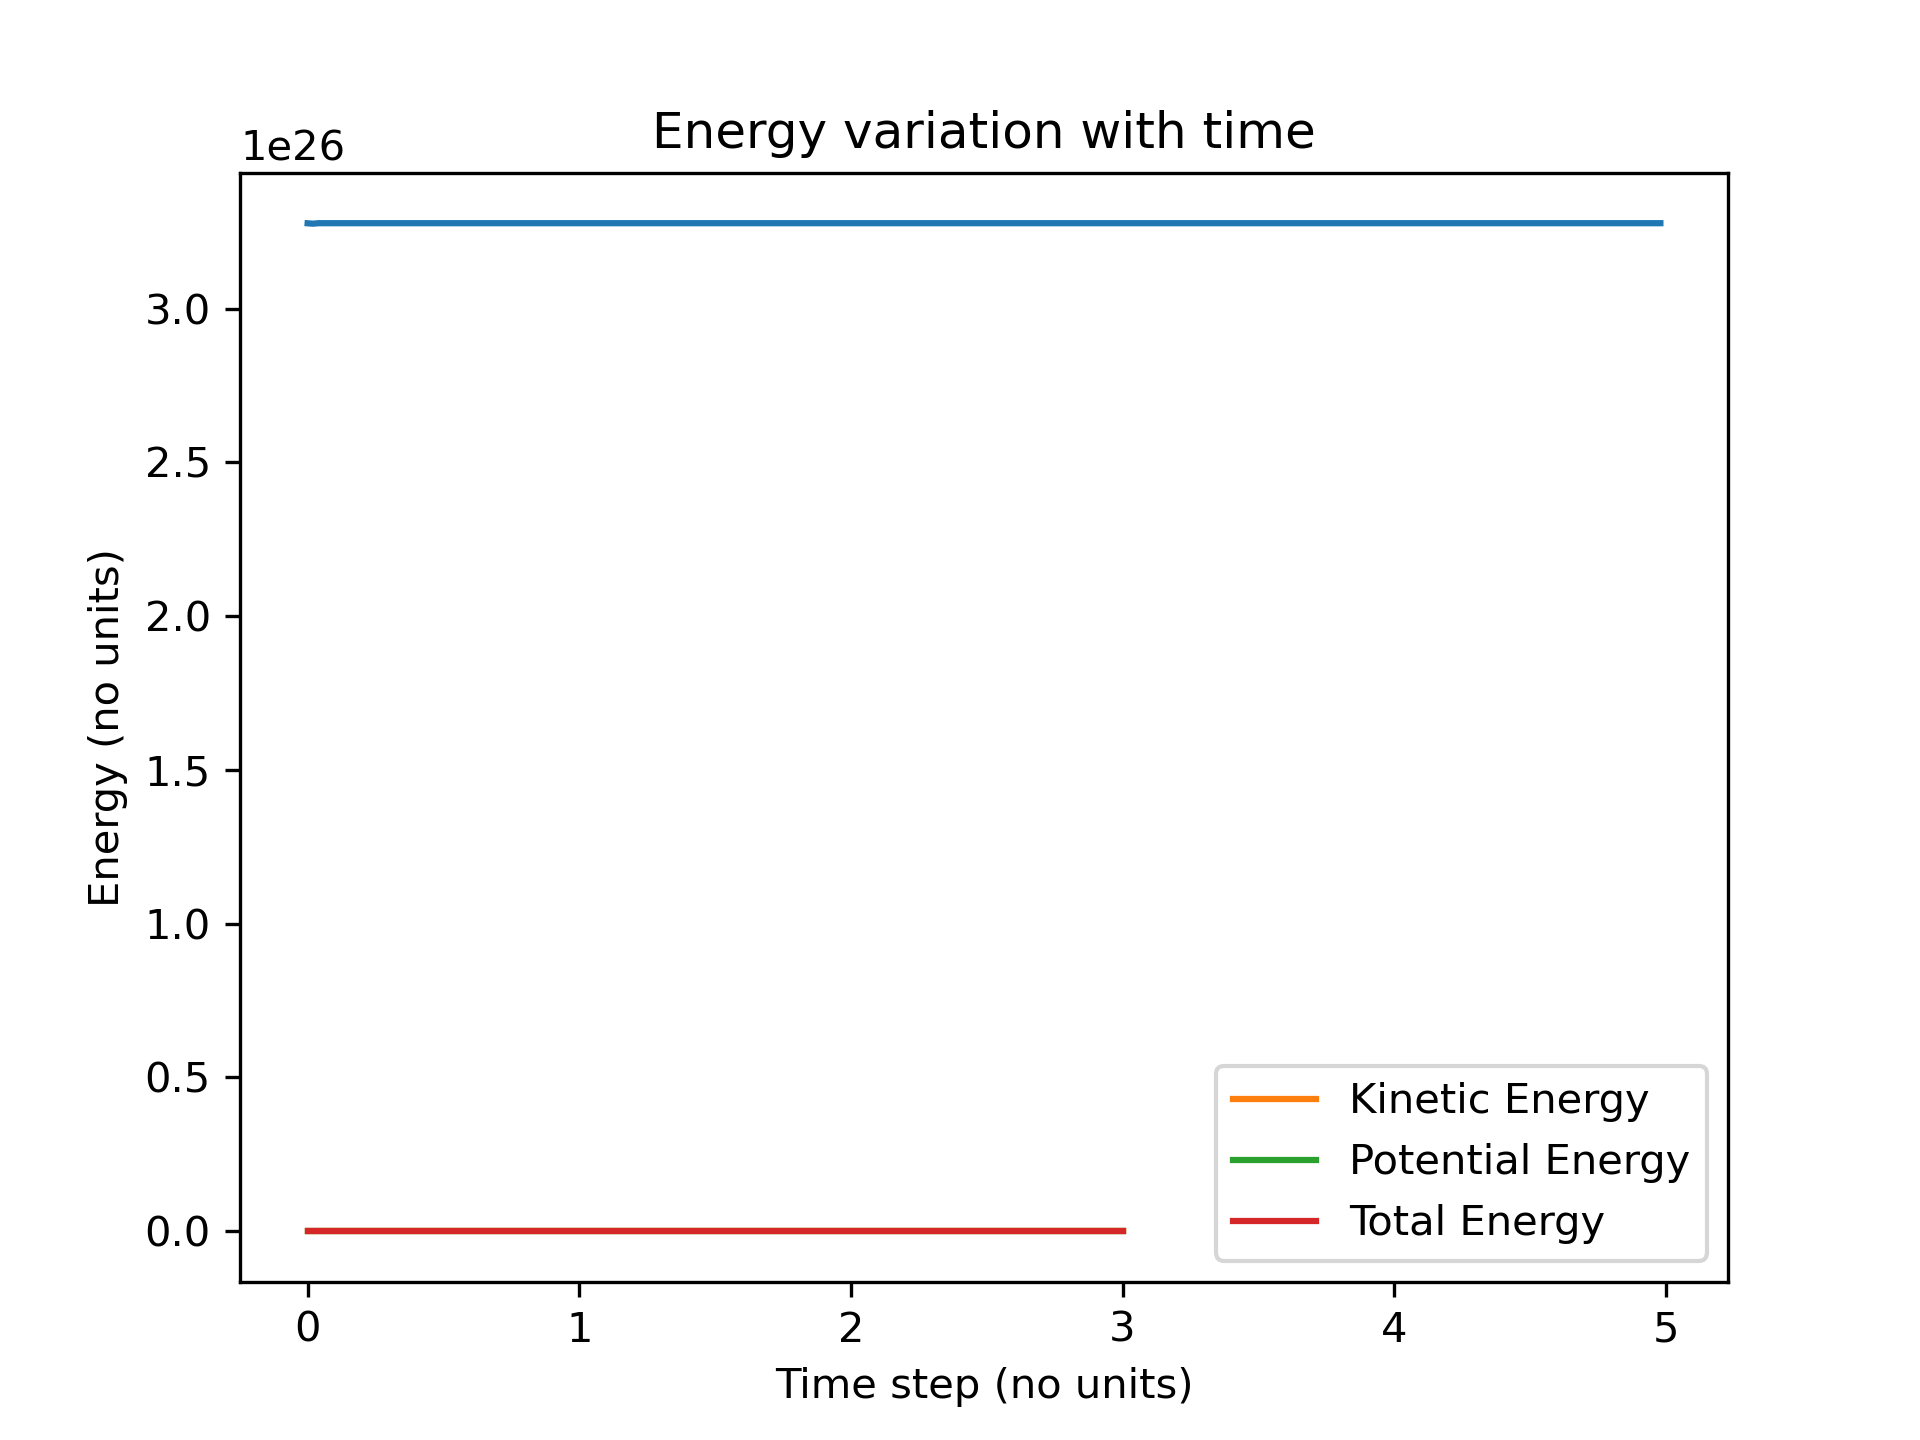 Energy variation with time
1e26
3.0
2.5
2.0
1.5
1.0
0.5
0.0
Energy (no units)
Kinetic Energy
Potential Energy
Total Energy
0 1 2 3 4 5
Time step (no units)